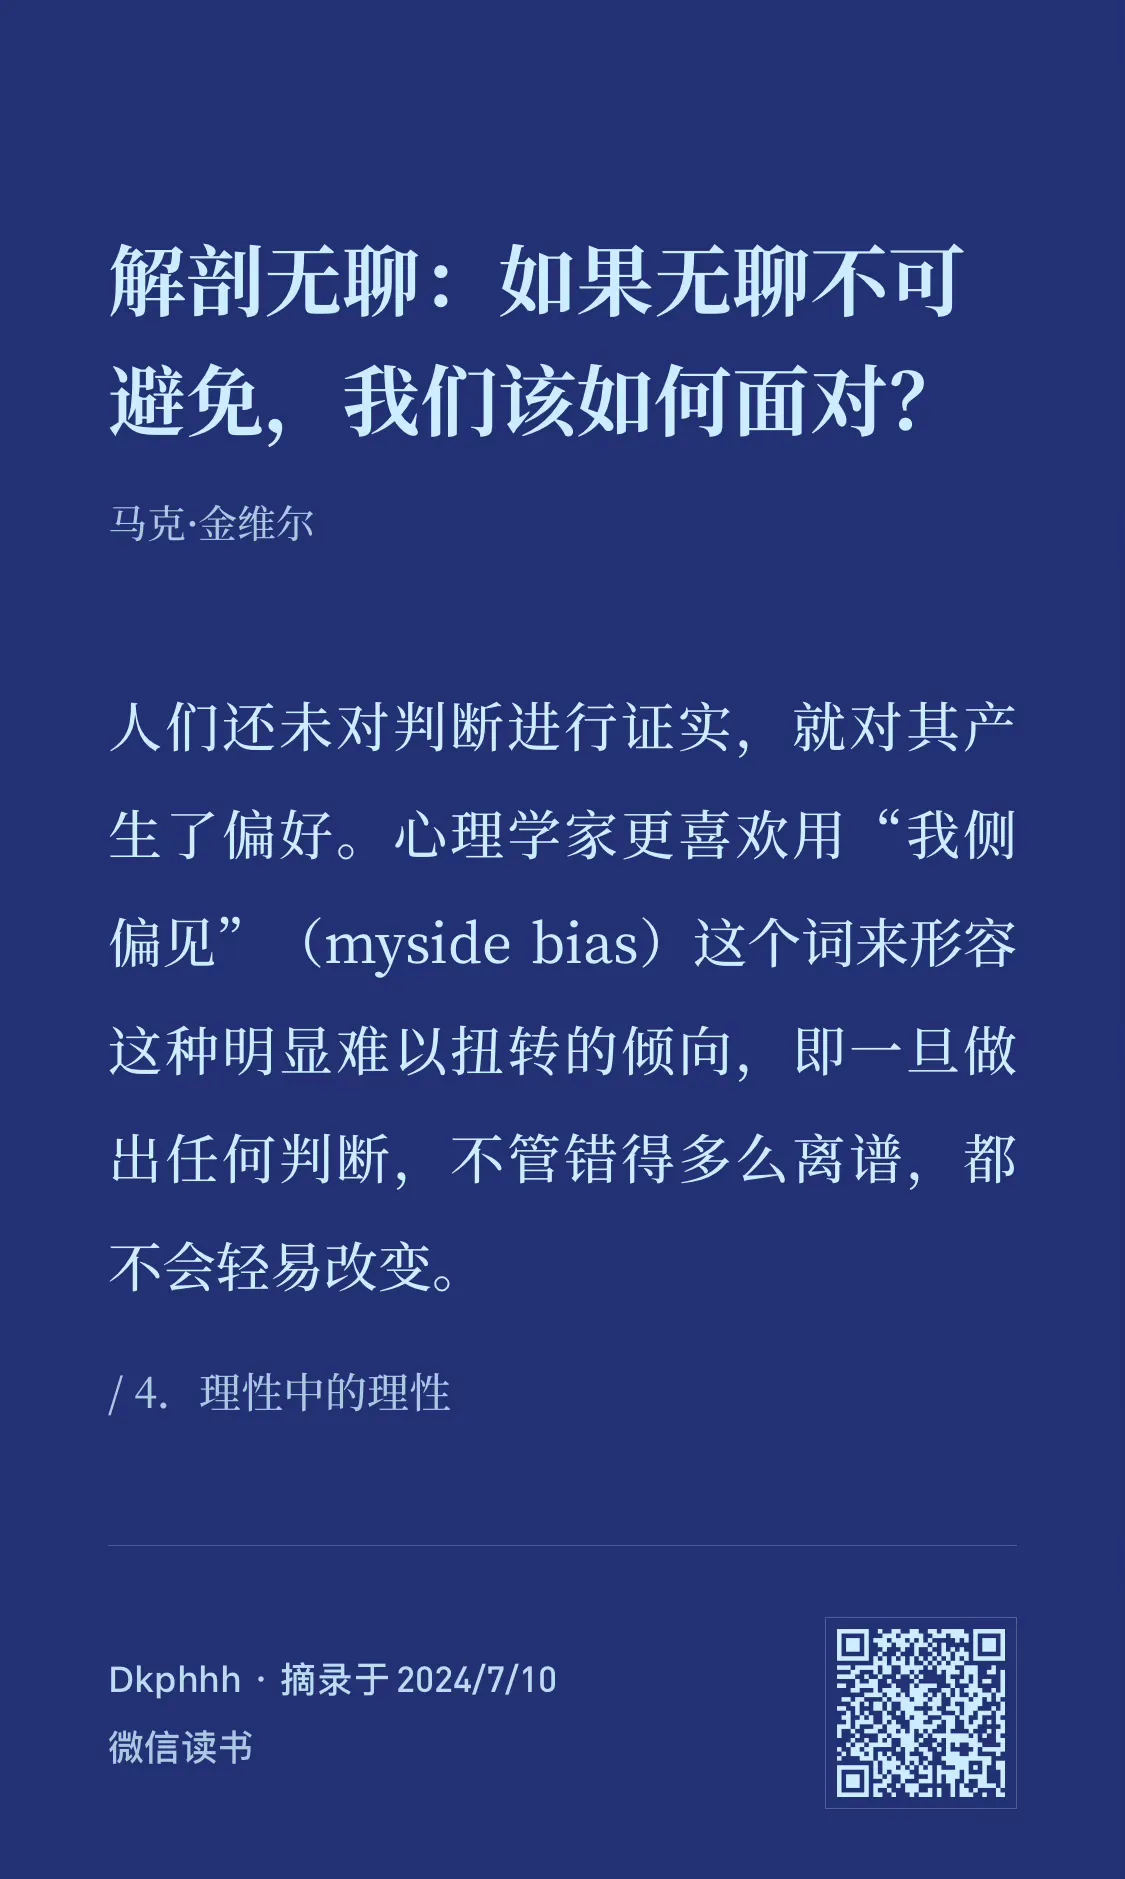 解剖无聊：如果无聊不可
避免，我们该如何面对？
马克·金维尔
人们还未对判断进行证实，就对其产
生了偏好。心理学家更喜欢用“我侧
偏见”（myside bias）这个词来形容
这种明显难以扭转的倾向，即一旦做
出任何判断，不管错得多么离谱，都
不会轻易改变。
/ 4. 理性中的理性
Dkphhh · 摘录于 2024/7/10
微信读书